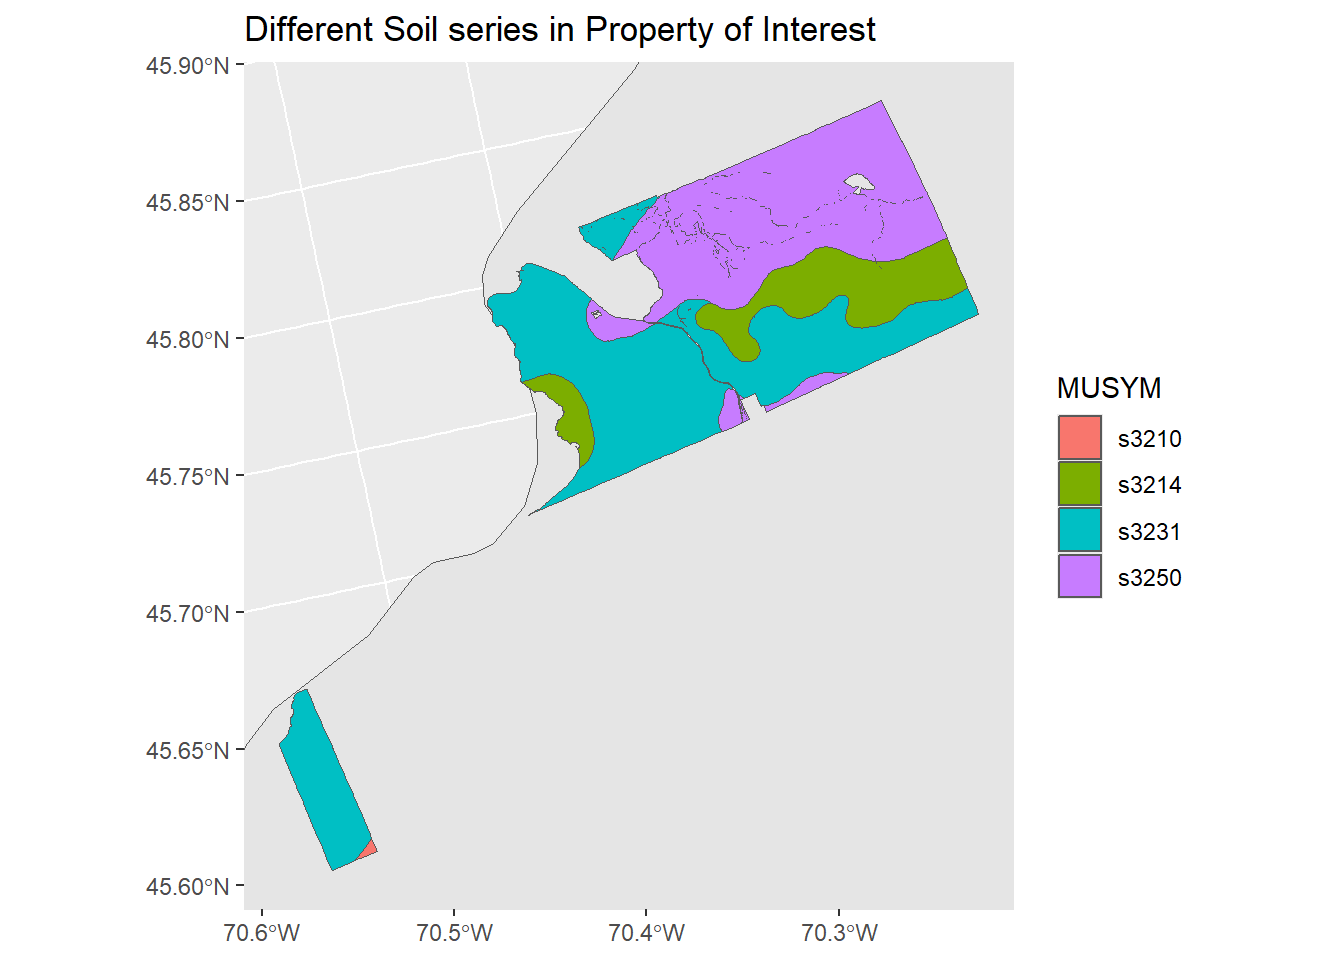 Different Soil series in Property of Interest
45.90°N
45.85°N
45.80°N
45.75°N
45.70°N
45.65°N
45.60°N
70.6°W
70.5°W
70.4°W
70.3°W
MUSYM
s3210
s3214
s3231
s3250